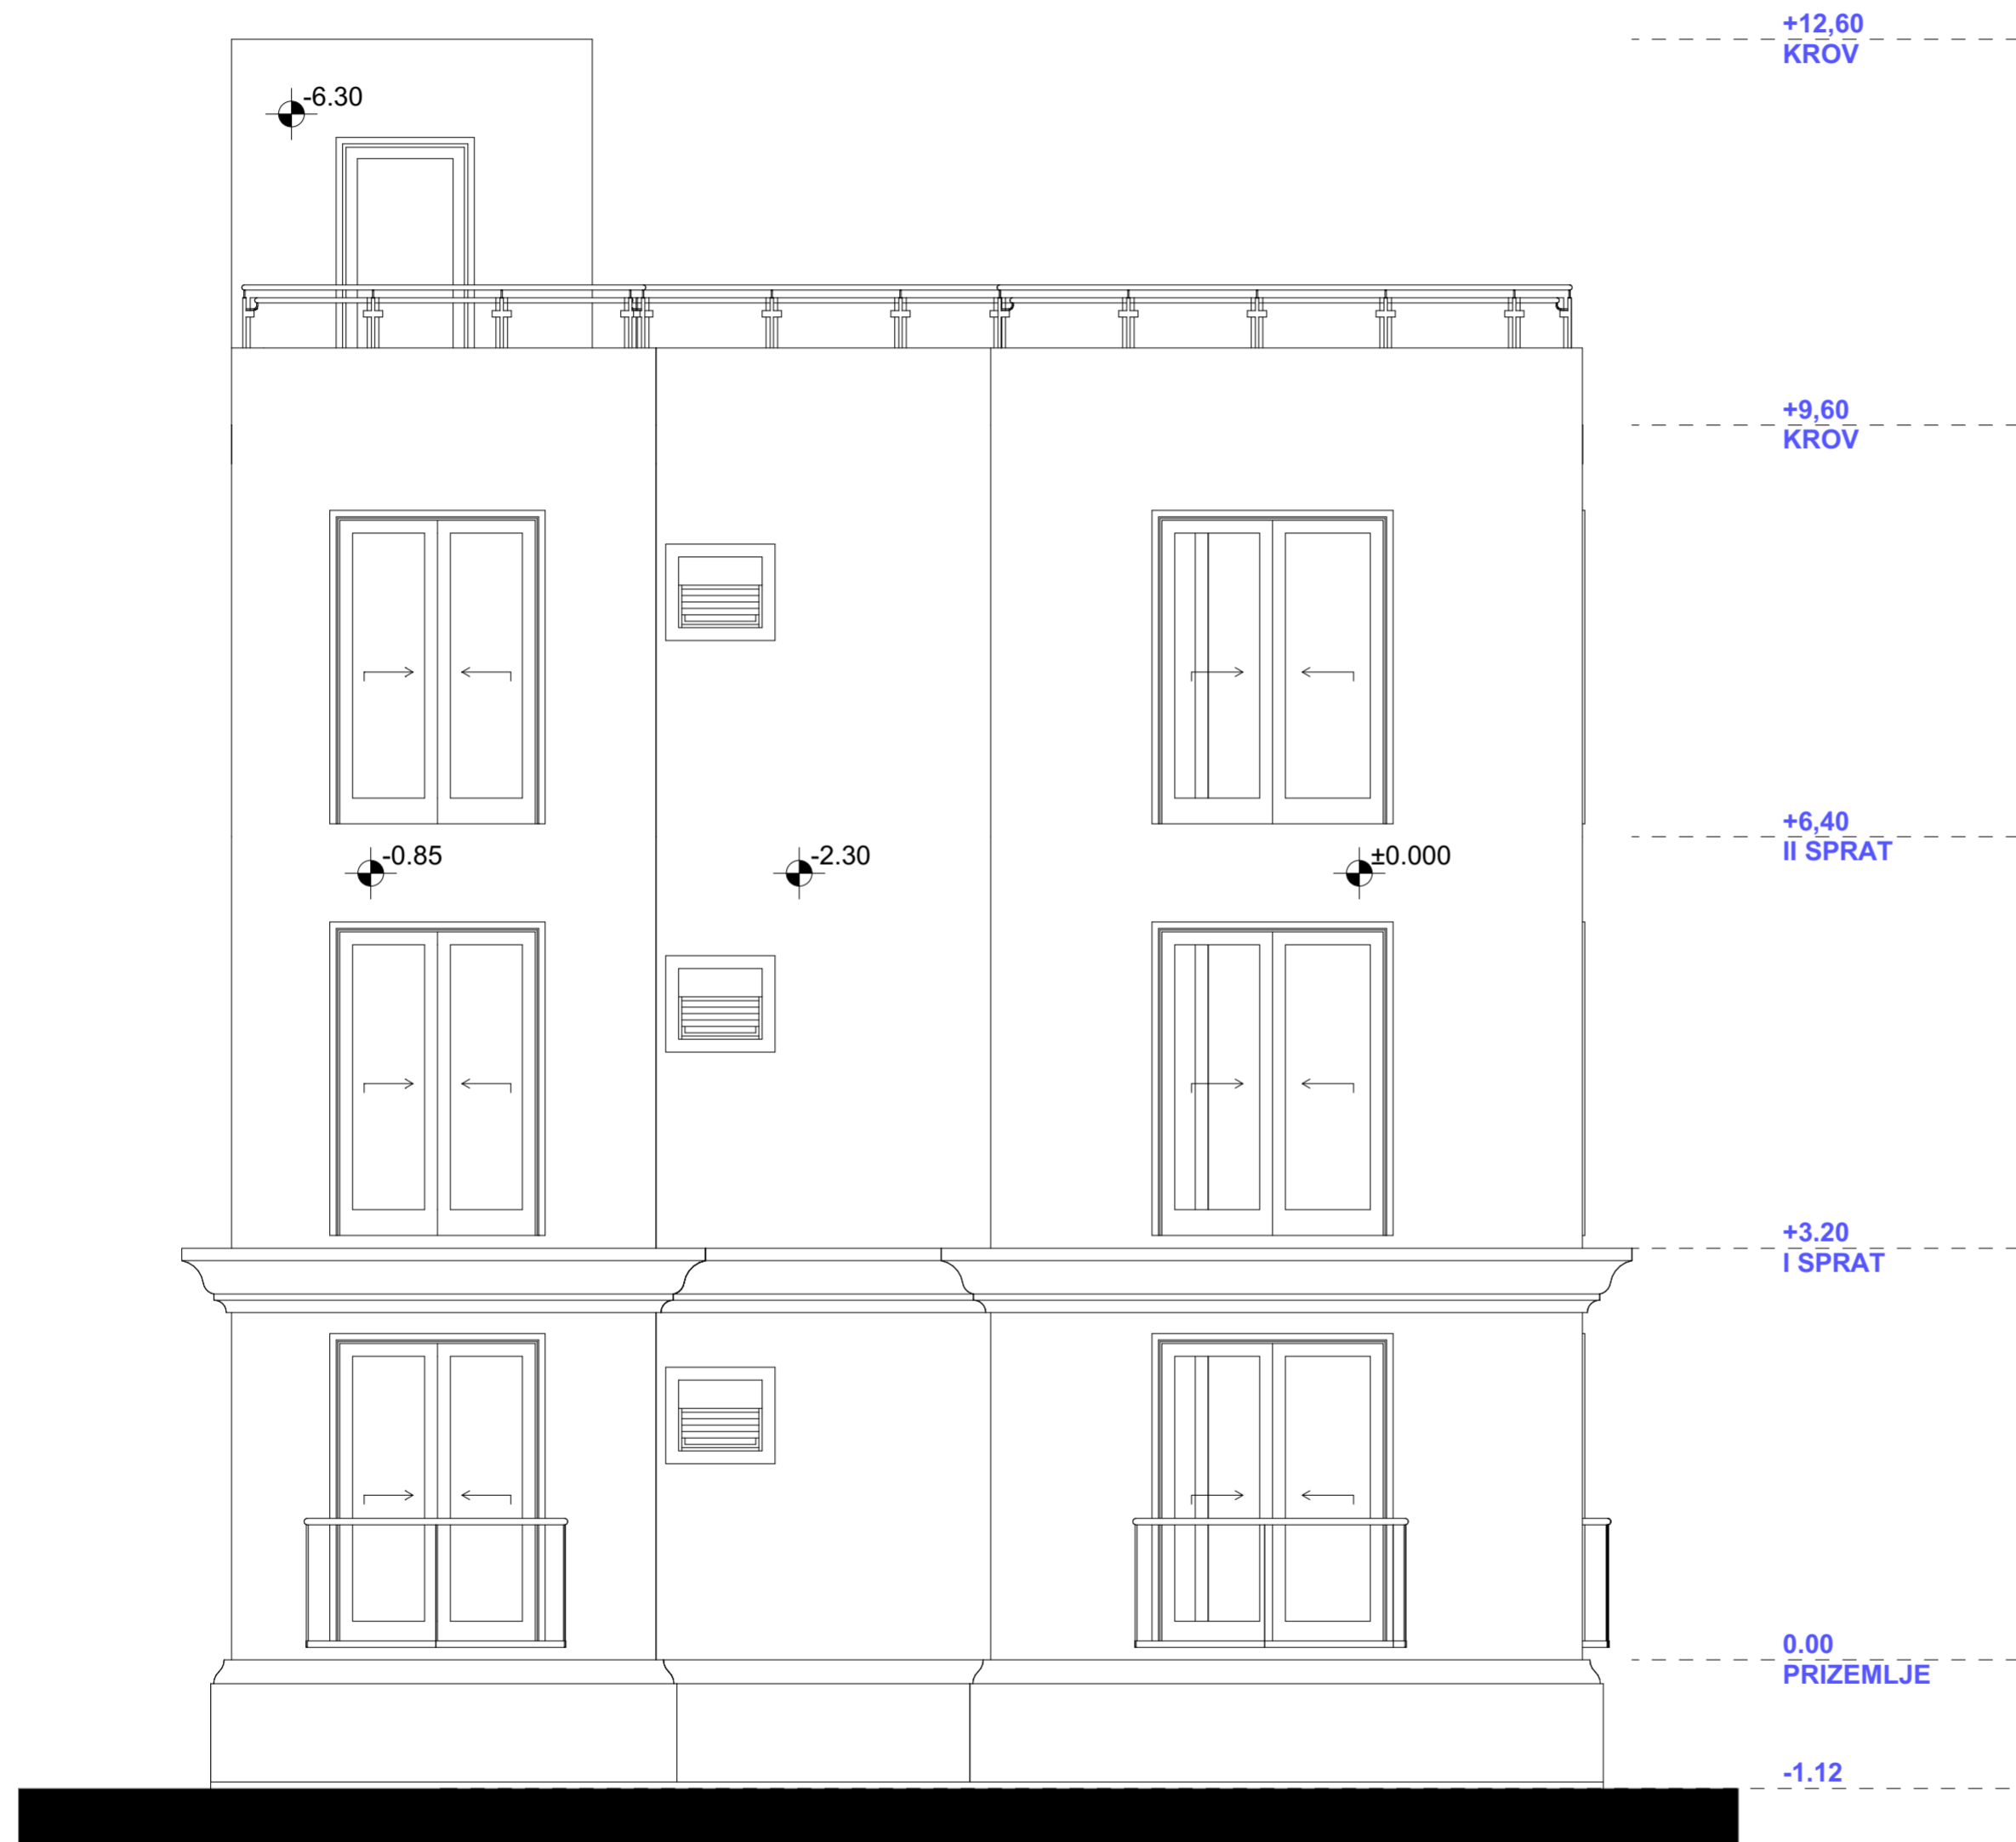 +12,60
KROV
-6.30
+9,60
KROV
+6,40
II SPRAT
-0.85
-2.30
±0.000
+3.20
I SPRAT
0.00
PRIZEMLJE
-1.12